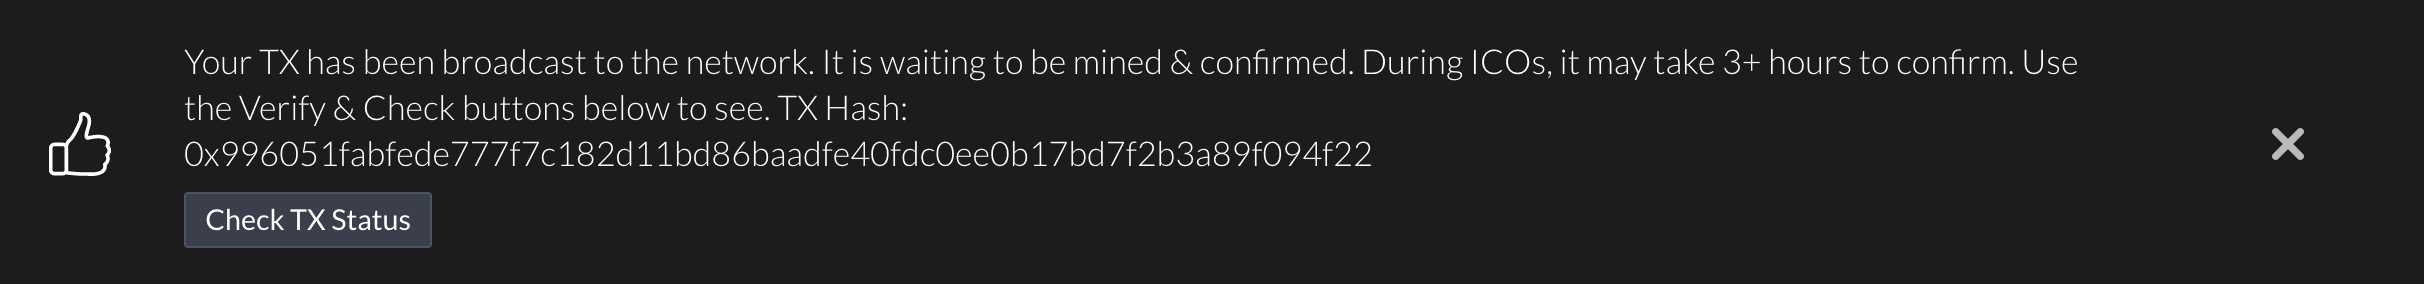 Your TX has been broadcast to the network. It is waiting to be mined & confirmed. During ICOs, it may take 3+ hours to confirm. Use
the Verify & Check buttons below to see. TX Hash:
0x996051fabfede777f7c182d11bd86baadfe40fdc0ee0b17bd7f2b3a89f094f22
Check TX Status